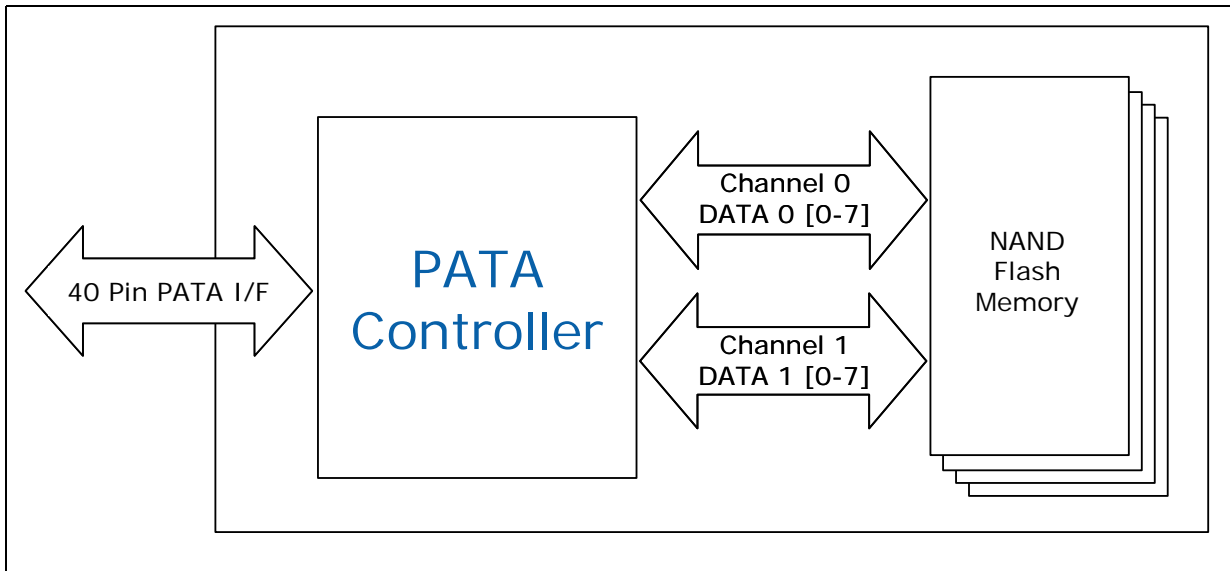 40 Pin PATA I/F
PATA
Controller
Channel 0
DATA 0 [0-7]
Channel 1
DATA 1 [0-7]
NAND
Flash
Memory